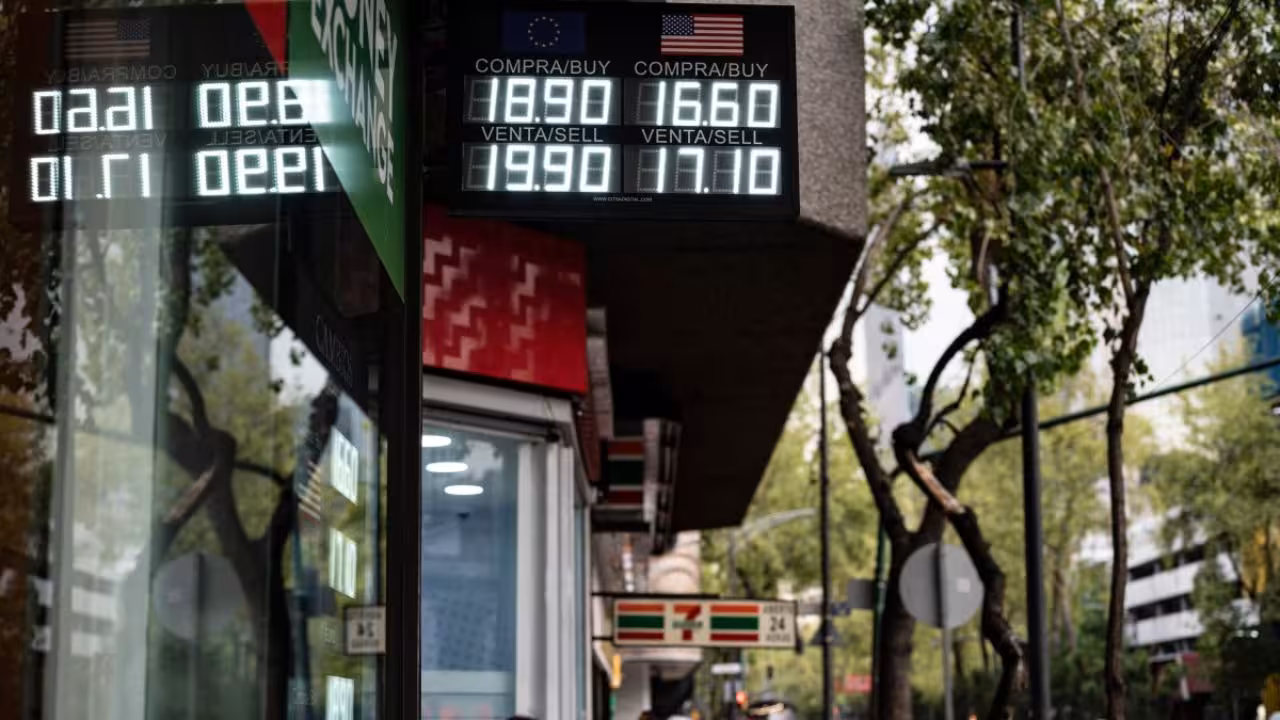 MONEY
EXCHANGE
COMPRA/BUY COMPRA/BUY
18.90 16.60
VENTA/SELL VENTA/SELL
19.90 17.10
7
24